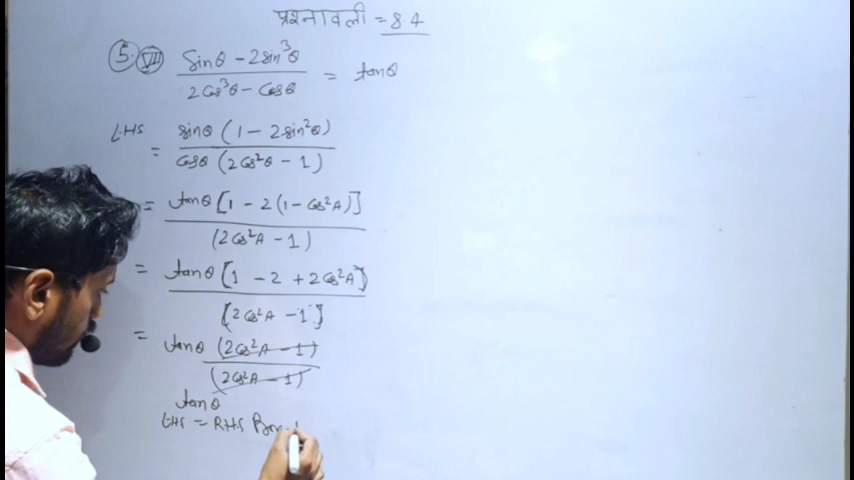 प्रश्नावली = 8.4
5. VII sinθ - 2sin³θ / 2cos³θ - cosθ = tanθ
LHS = sinθ (1 - 2sin²θ) / cosθ (2cos²θ - 1)
= tanθ [1 - 2(1 - cos²A)] / (2cos²A - 1)
= tanθ [1 - 2 + 2cos²A] / [2cos²A - 1]
= tanθ (2cos²A - 1) / (2cos²A - 1)
tanθ
LHS = RHS